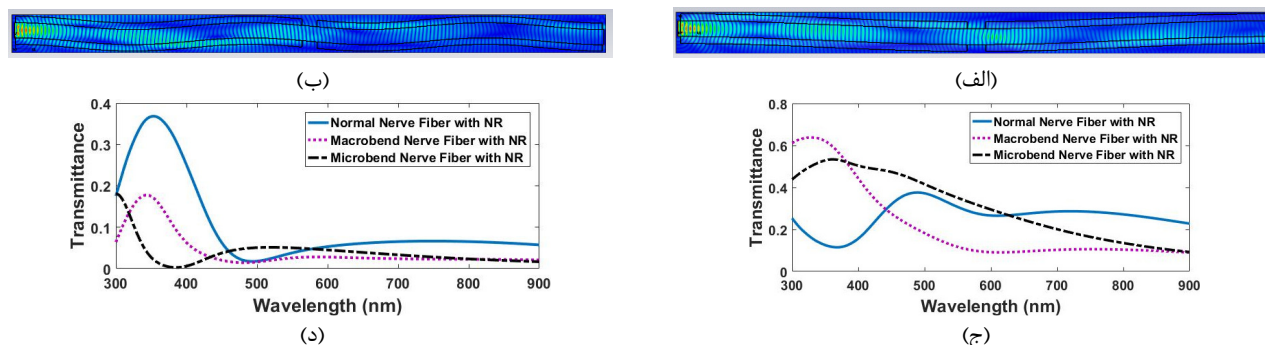 (الف)
(ب)
0.8
0.6
0.4
0.2
0
Transmittance
Normal Nerve Fiber with NR
Macrobend Nerve Fiber with NR
Microbend Nerve Fiber with NR
300 400 500 600 700 800 900
Wavelength (nm)
(ج)
0.4
0.3
0.2
0.1
0
Transmittance
Normal Nerve Fiber with NR
Macrobend Nerve Fiber with NR
Microbend Nerve Fiber with NR
300 400 500 600 700 800 900
Wavelength (nm)
(د)